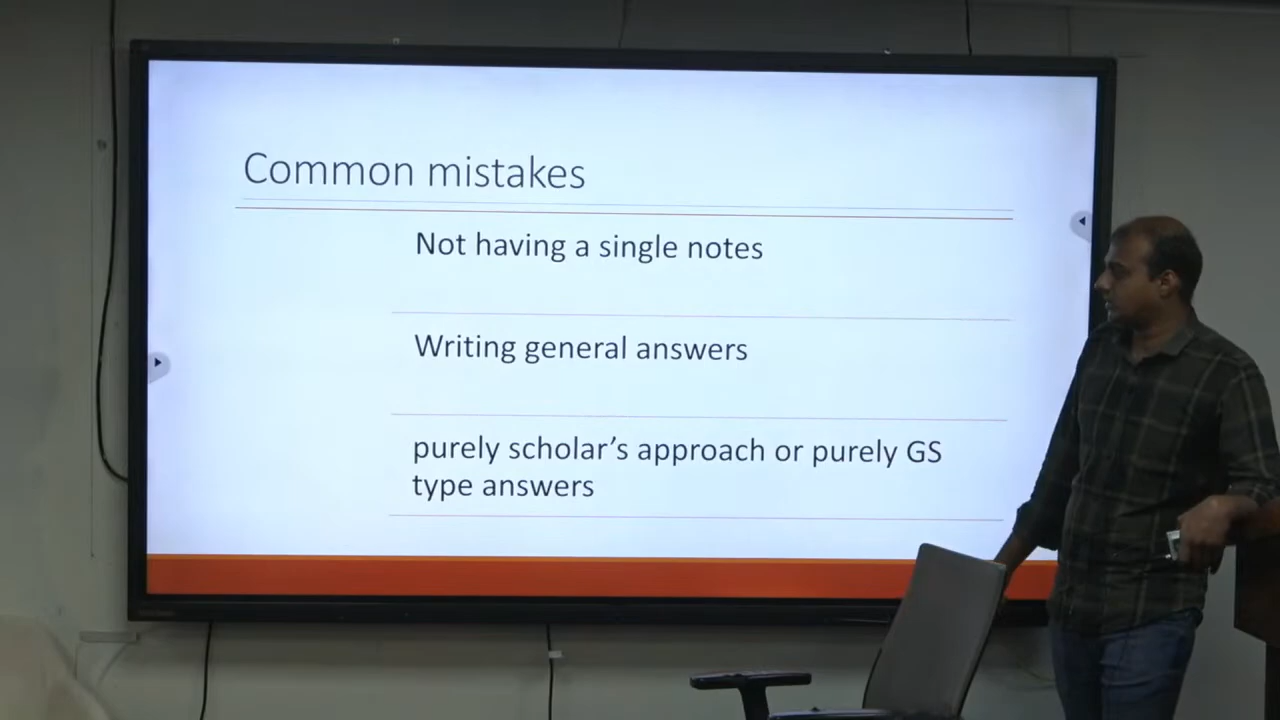 Common mistakes
Not having a single notes
Writing general answers
purely scholar’s approach or purely GS
type answers